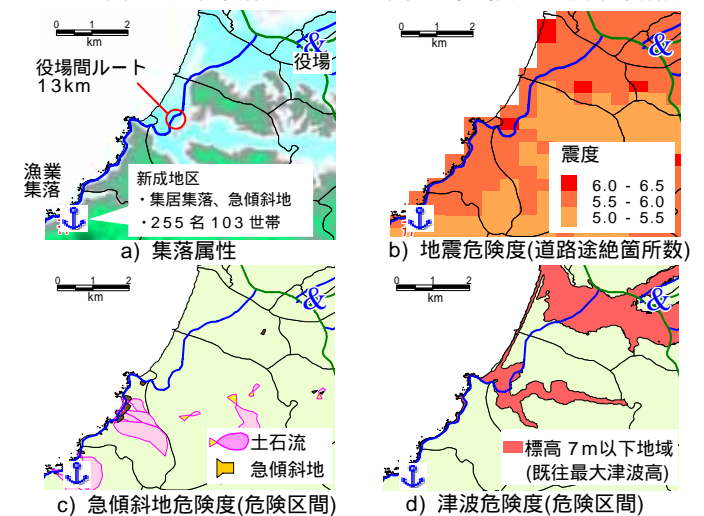 0 1 2
km
役場
役場間ルート
13km
漁業
集落
新成地区
・集居集落、急傾斜地
・255名103世帯
a) 集落属性
0 1 2
km
震度
6.0 - 6.5
5.5 - 6.0
5.0 - 5.5
b) 地震危険度(道路途絶箇所数)
0 1 2
km
土石流
急傾斜地
c) 急傾斜地危険度(危険区間)
0 1 2
km
標高7m以下地域
(既往最大津波高)
d) 津波危険度(危険区間)